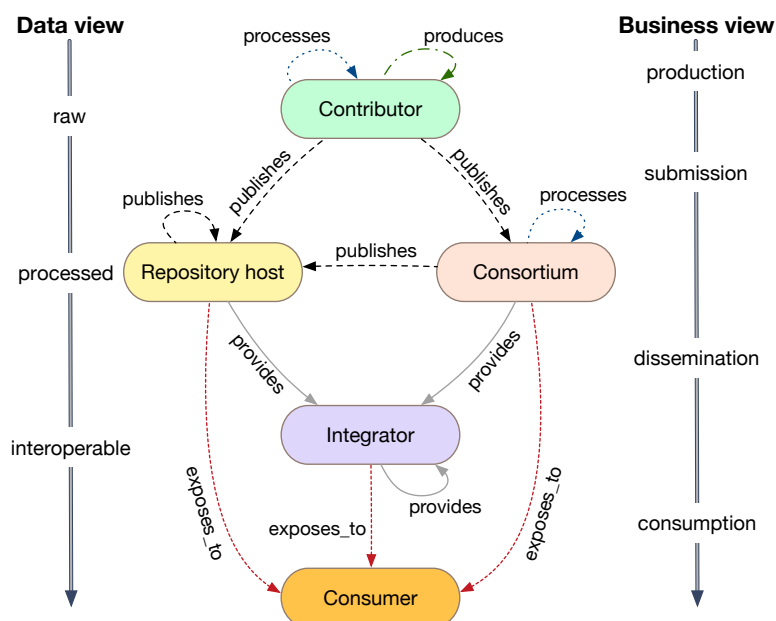 Data view
Business view
processes
produces
production
raw
Contributor
publishes
publishes
submission
publishes
processes
publishes
processed
Repository host
Consortium
provides
provides
dissemination
Integrator
interoperable
exposes_to
exposes_to
exposes_to
provides
consumption
Consumer